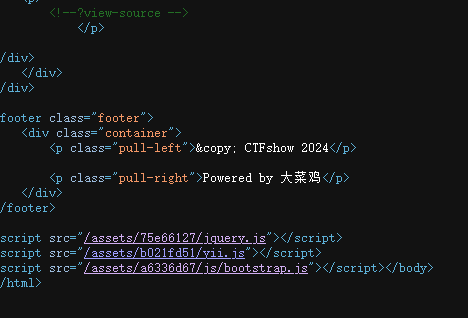 <!--?view-source -->
</p>
/div>
</div>
/div>
footer class="footer">
<div class="container">
<p class="pull-left">&copy; CTFshow 2024</p>
<p class="pull-right">Powered by 大菜鸡</p>
</div>
/footer>
script src="/assets/75e66127/jquery.js"></script>
script src="/assets/b021fd51/yii.js"></script>
script src="/assets/a6336d67/js/bootstrap.js"></script></body>
/html>